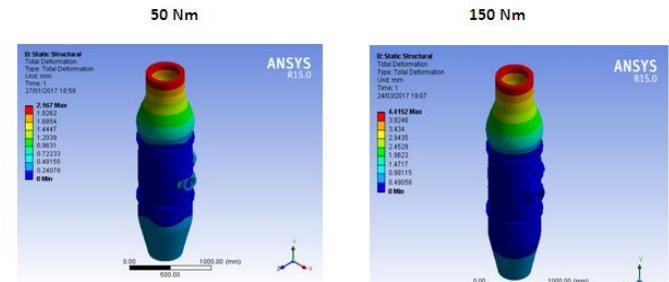 50 Nm
150 Nm
B: Static Structural
Total Deformation
Type: Total Deformation
Unit: mm
Time: 1
27/01/2017 18:59
2.167 Max
1.9262
1.6854
1.4447
1.2039
0.9631
0.72233
0.48155
0.24078
0 Min
ANSYS
R15.0
0.00
1000.00 (mm)
500.00
Y
Z
X
B: Static Structural
Total Deformation
Type: Total Deformation
Unit: mm
Time: 1
24/03/2017 19:07
4.4152 Max
3.9246
3.434
2.9435
2.4529
1.9623
1.4717
0.98115
0.49058
0 Min
ANSYS
R15.0
0.00
1000.00 (mm)
Y